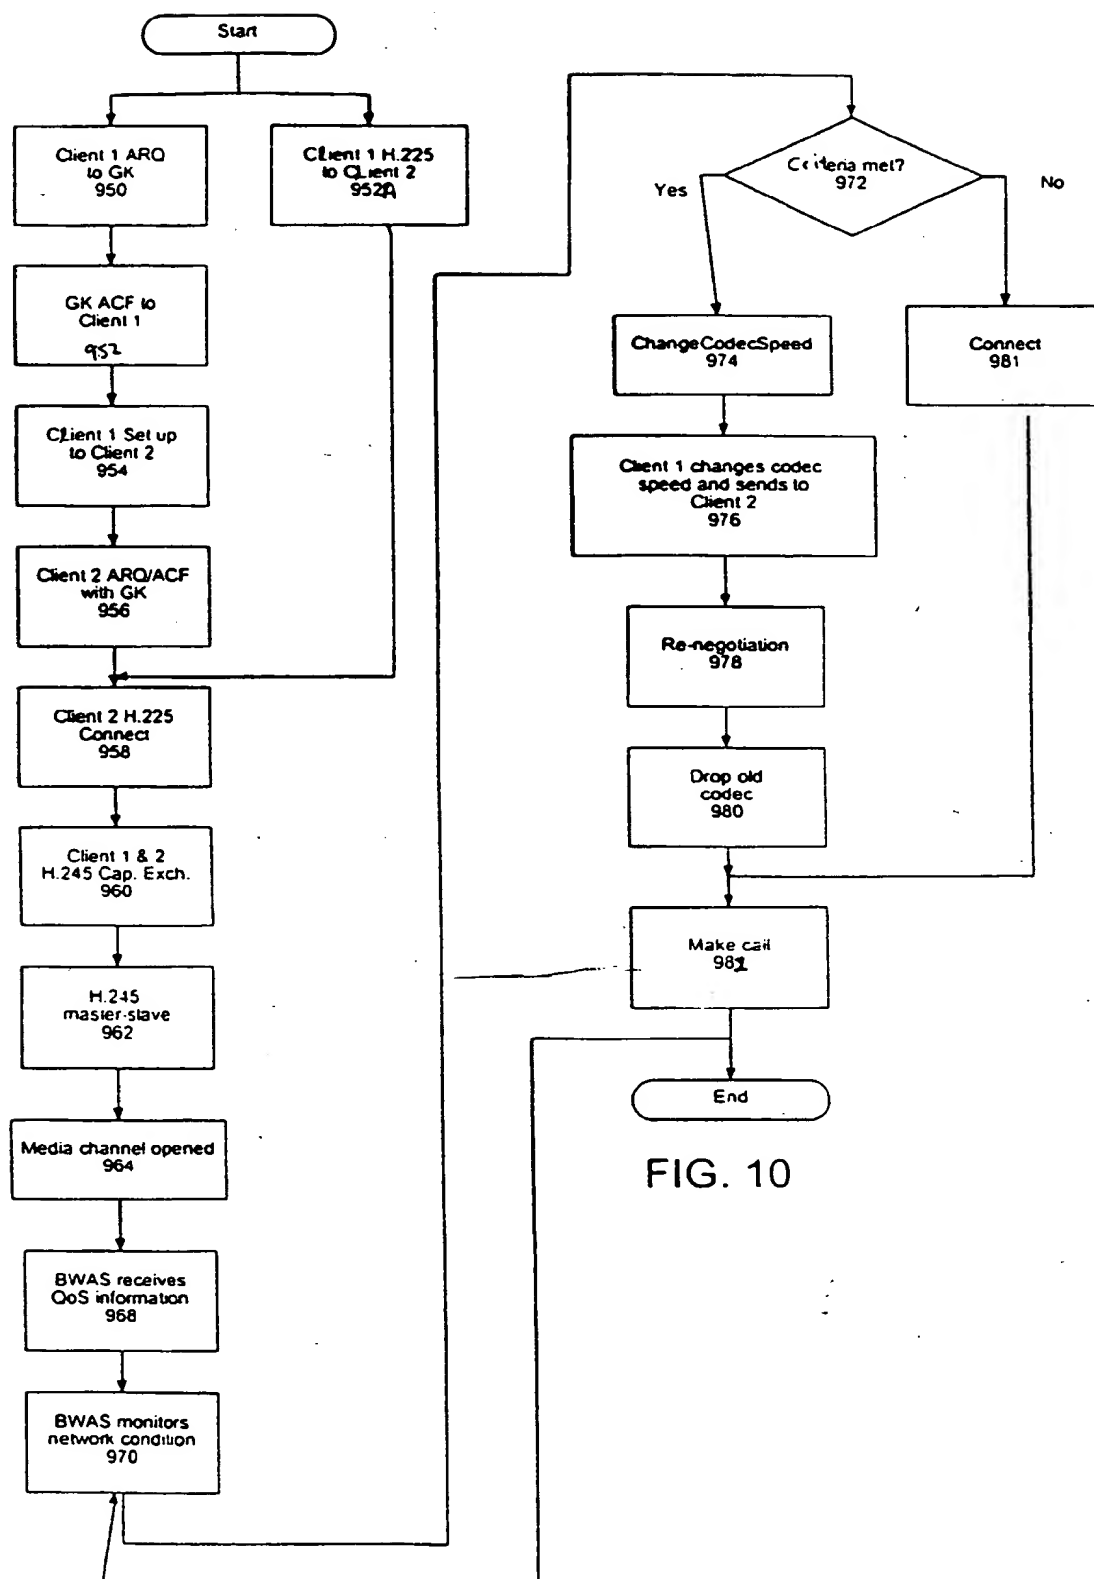 Start
Client 1 ARQ
to GK
950
Client 1 H.225
to CLient 2
952A
GK ACF to
Client 1
952
Client 1 Set up
to Client 2
954
Client 2 ARQ/ACF
with GK
956
Client 2 H.225
Connect
958
Client 1 & 2
H.245 Cap. Exch.
960
H.245
master-slave
962
Media channel opened
964
BWAS receives
QoS information
968
BWAS monitors
network condition
970
Criteria met?
972
Yes
No
ChangeCodecSpeed
974
Connect
981
Client 1 changes codec
speed and sends to
Client 2
976
Re-negotiation
978
Drop old
codec
980
Make call
982
End
FIG. 10